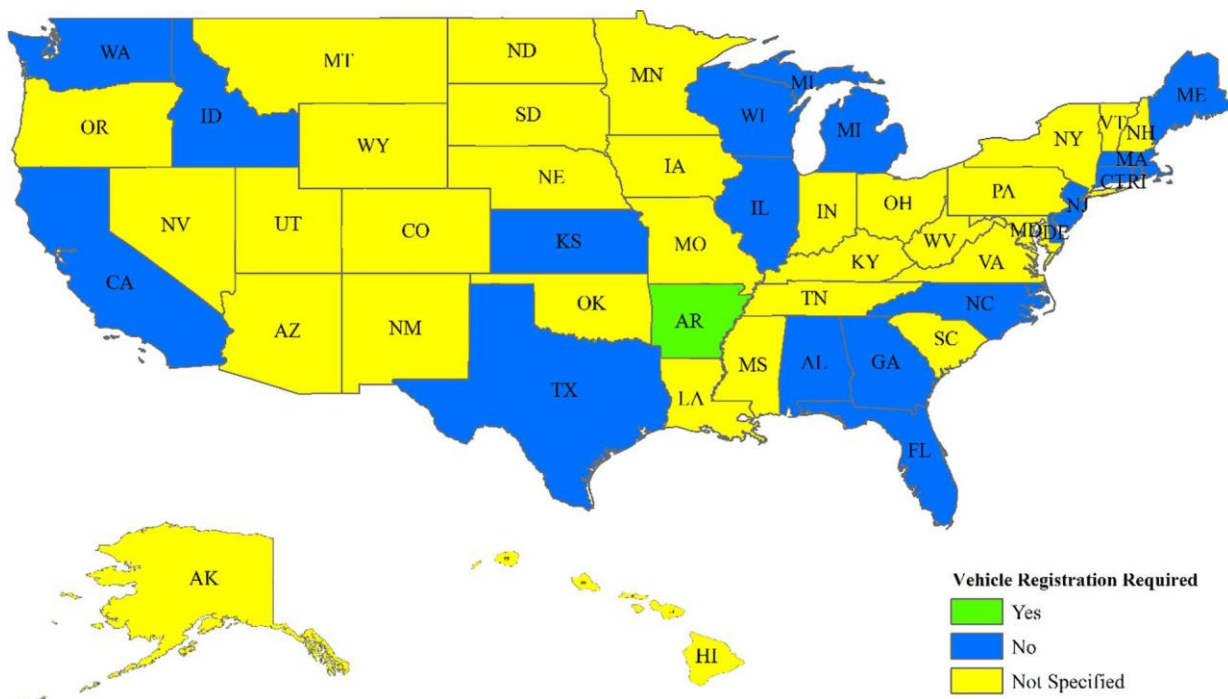 WA
MT
ND
MN
MI
ME
OR
ID
SD
WI
MI
VT
NH
WY
NY
MA
IA
CTRI
NE
PA
NJ
NV
UT
CO
IL
IN
OH
MD
DE
KS
MO
WV
VA
CA
KY
AZ
NM
OK
AR
TN
NC
SC
TX
MS
AL
GA
LA
FL
AK
HI
Vehicle Registration Required
Yes
No
Not Specified